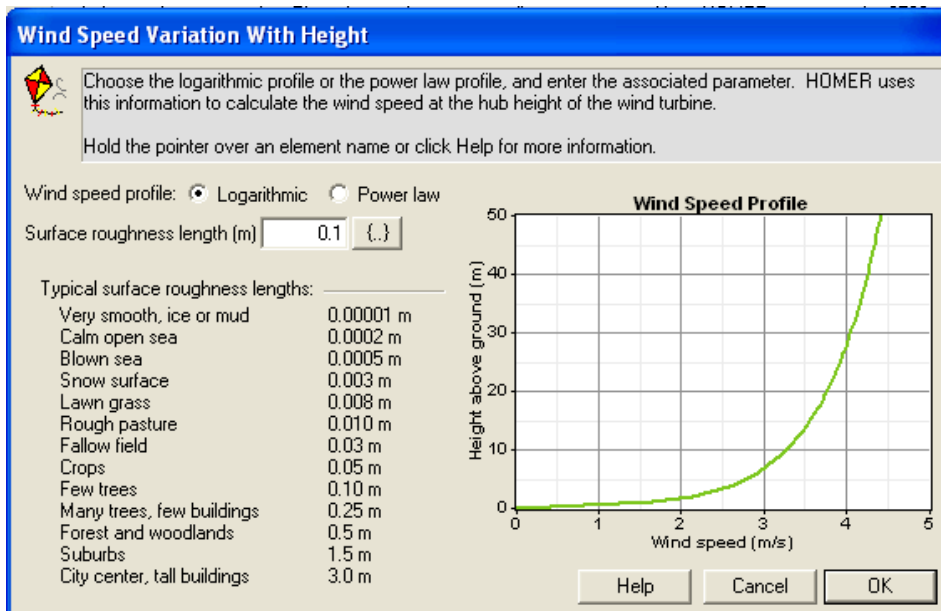 Wind Speed Variation With Height
Choose the logarithmic profile or the power law profile, and enter the associated parameter. HOMER uses
this information to calculate the wind speed at the hub height of the wind turbine.
Hold the pointer over an element name or click Help for more information.
Wind speed profile: Logarithmic Power law
Surface roughness length (m) 0.1 {..}
Typical surface roughness lengths:
Very smooth, ice or mud 0.00001 m
Calm open sea 0.0002 m
Blown sea 0.0005 m
Snow surface 0.003 m
Lawn grass 0.008 m
Rough pasture 0.010 m
Fallow field 0.03 m
Crops 0.05 m
Few trees 0.10 m
Many trees, few buildings 0.25 m
Forest and woodlands 0.5 m
Suburbs 1.5 m
City center, tall buildings 3.0 m
Wind Speed Profile
Height above ground (m)
50
40
30
20
10
0
0 1 2 3 4 5
Wind speed (m/s)
Help Cancel OK